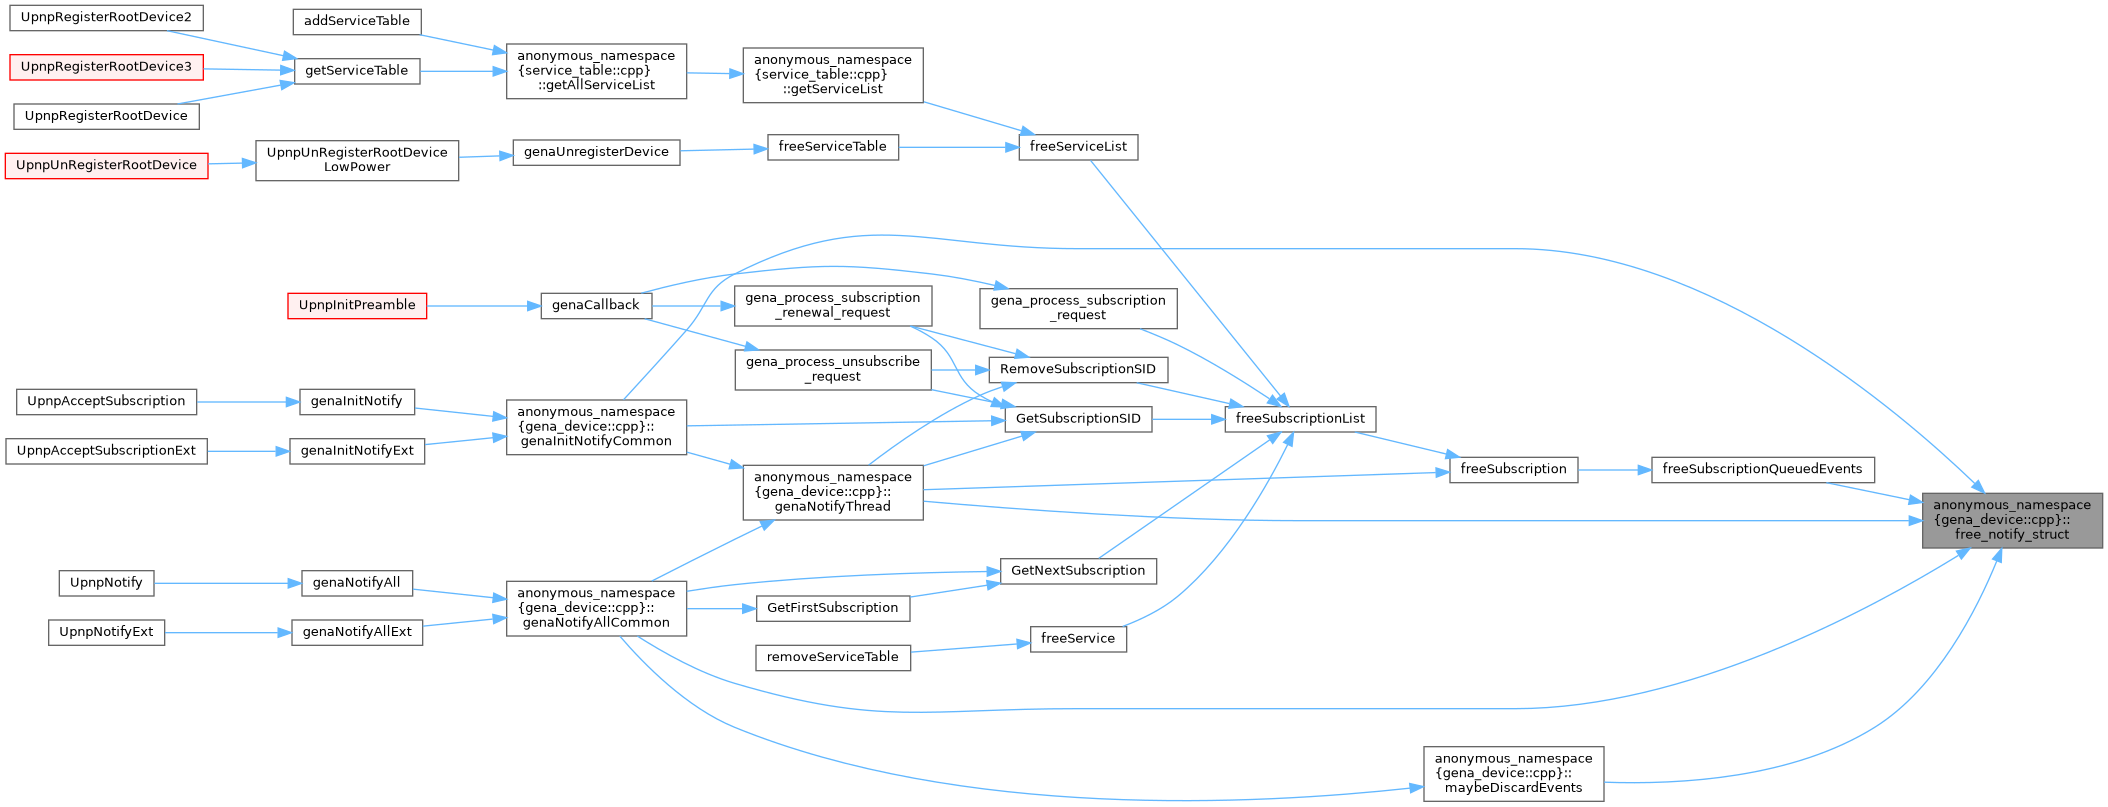 UpnpRegisterRootDevice2
UpnpRegisterRootDevice3
UpnpRegisterRootDevice
UpnpUnRegisterRootDevice
addServiceTable
getServiceTable
UpnpUnRegisterRootDevice
LowPower
anonymous_namespace
{service_table::cpp}
::getAllServiceList
genaUnregisterDevice
anonymous_namespace
{service_table::cpp}
::getServiceList
freeServiceTable
freeServiceList
UpnpInitPreamble
genaCallback
gena_process_subscription
_renewal_request
gena_process_subscription
_request
gena_process_unsubscribe
_request
RemoveSubscriptionSID
UpnpAcceptSubscription
genaInitNotify
UpnpAcceptSubscriptionExt
genaInitNotifyExt
anonymous_namespace
{gena_device::cpp}::
genaInitNotifyCommon
GetSubscriptionSID
freeSubscriptionList
anonymous_namespace
{gena_device::cpp}::
genaNotifyThread
freeSubscription
freeSubscriptionQueuedEvents
anonymous_namespace
{gena_device::cpp}::
free_notify_struct
UpnpNotify
genaNotifyAll
UpnpNotifyExt
genaNotifyAllExt
anonymous_namespace
{gena_device::cpp}::
genaNotifyAllCommon
GetNextSubscription
GetFirstSubscription
freeService
removeServiceTable
anonymous_namespace
{gena_device::cpp}::
maybeDiscardEvents